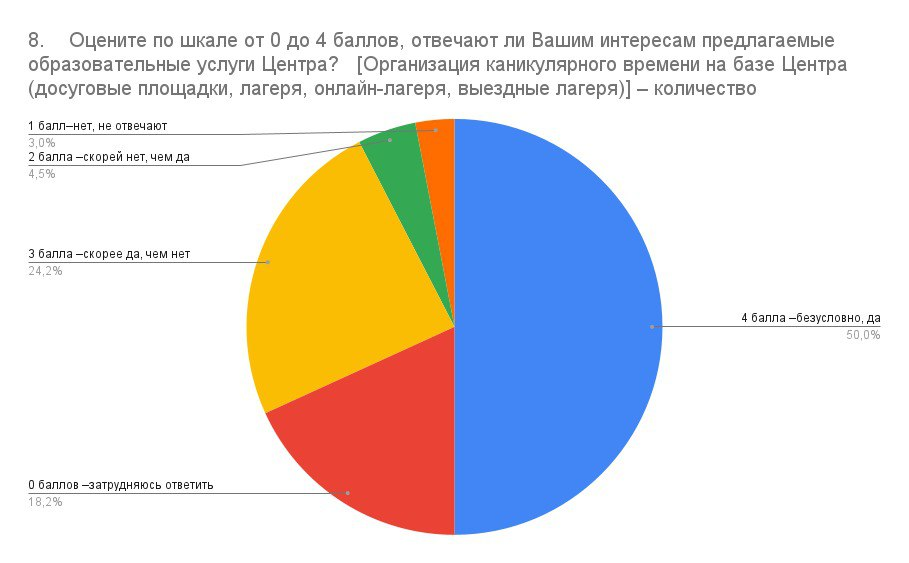 8. Оцените по шкале от 0 до 4 баллов, отвечают ли Вашим интересам предлагаемые
образовательные услуги Центра? [Организация каникулярного времени на базе Центра
(досуговые площадки, лагеря, онлайн-лагеря, выездные лагеря)] – количество
1 балл–нет, не отвечают
3,0%
2 балла –скорей нет, чем да
4,5%
3 балла –скорее да, чем нет
24,2%
4 балла –безусловно, да
50,0%
0 баллов –затрудняюсь ответить
18,2%